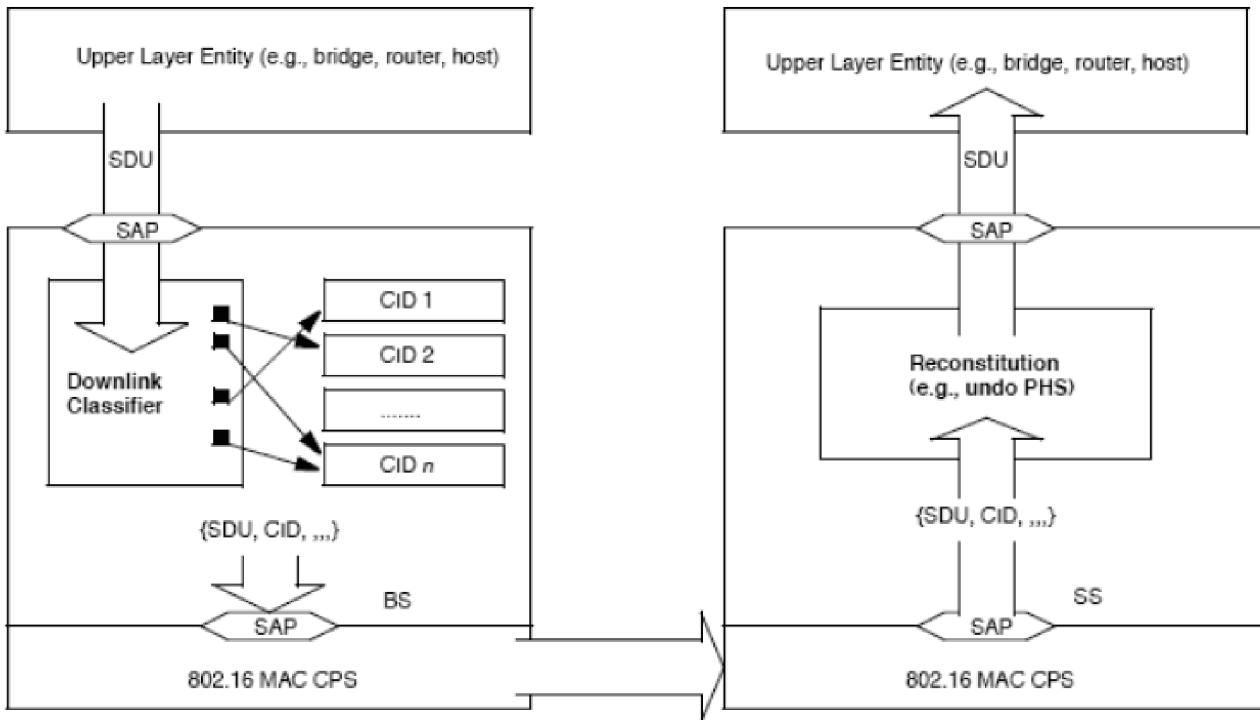 Upper Layer Entity (e.g., bridge, router, host)
SDU
SAP
Downlink
Classifier
CID 1
CID 2
.......
CID n
{SDU, CID, ,,,}
BS
SAP
802.16 MAC CPS
Upper Layer Entity (e.g., bridge, router, host)
SDU
SAP
Reconstitution
(e.g., undo PHS)
{SDU, CID, ,,,}
SS
SAP
802.16 MAC CPS